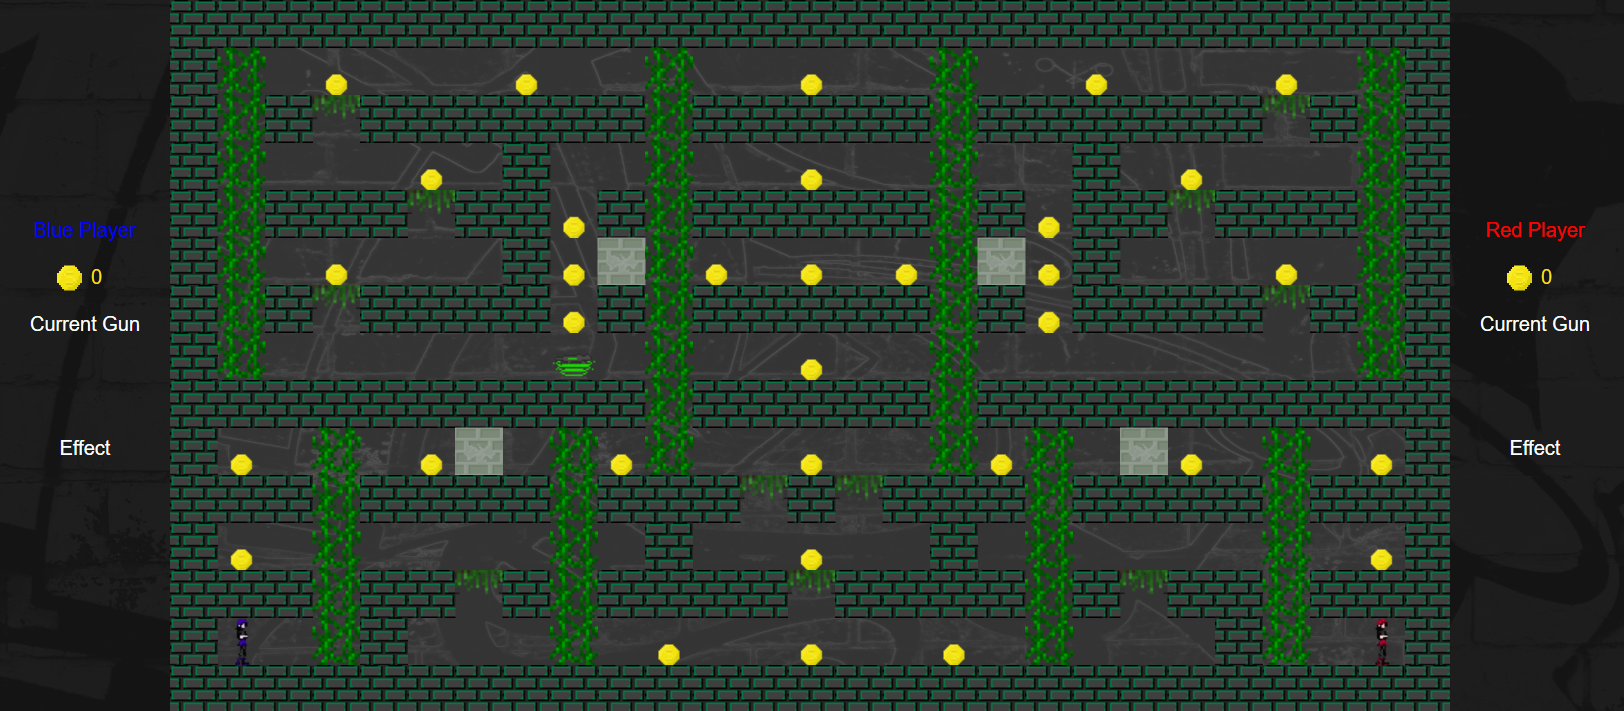 Blue Player
0
Current Gun
Effect
Red Player
0
Current Gun
Effect